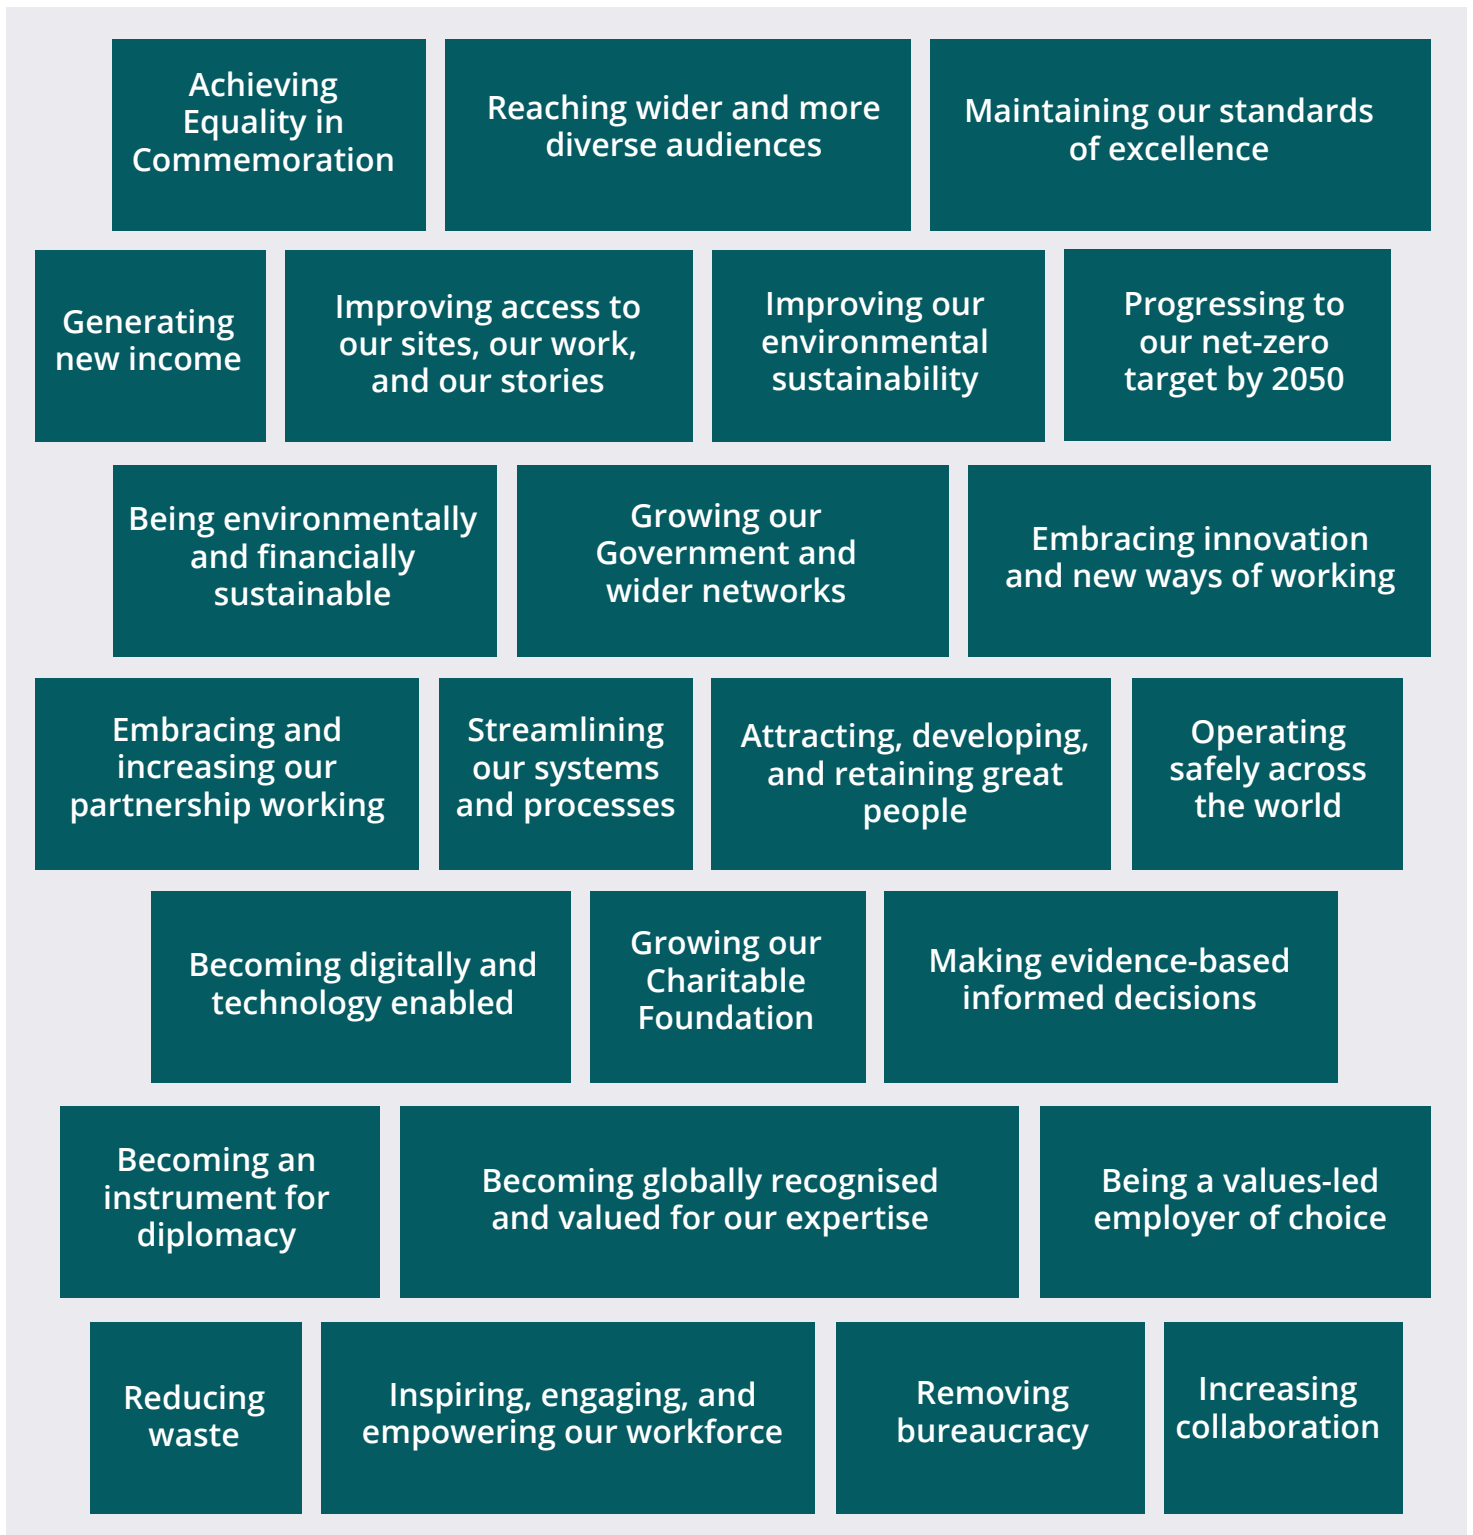 Achieving
Equality in
Commemoration
Reaching wider and more
diverse audiences
Maintaining our standards
of excellence
Generating
new income
Improving access to
our sites, our work,
and our stories
Improving our
environmental
sustainability
Progressing to
our net-zero
target by 2050
Being environmentally
and financially
sustainable
Growing our
Government and
wider networks
Embracing innovation
and new ways of working
Embracing and
increasing our
partnership working
Streamlining
our systems
and processes
Attracting, developing,
and retaining great
people
Operating
safely across
the world
Becoming digitally and
technology enabled
Growing our
Charitable
Foundation
Making evidence-based
informed decisions
Becoming an
instrument for
diplomacy
Becoming globally recognised
and valued for our expertise
Being a values-led
employer of choice
Reducing
waste
Inspiring, engaging, and
empowering our workforce
Removing
bureaucracy
Increasing
collaboration